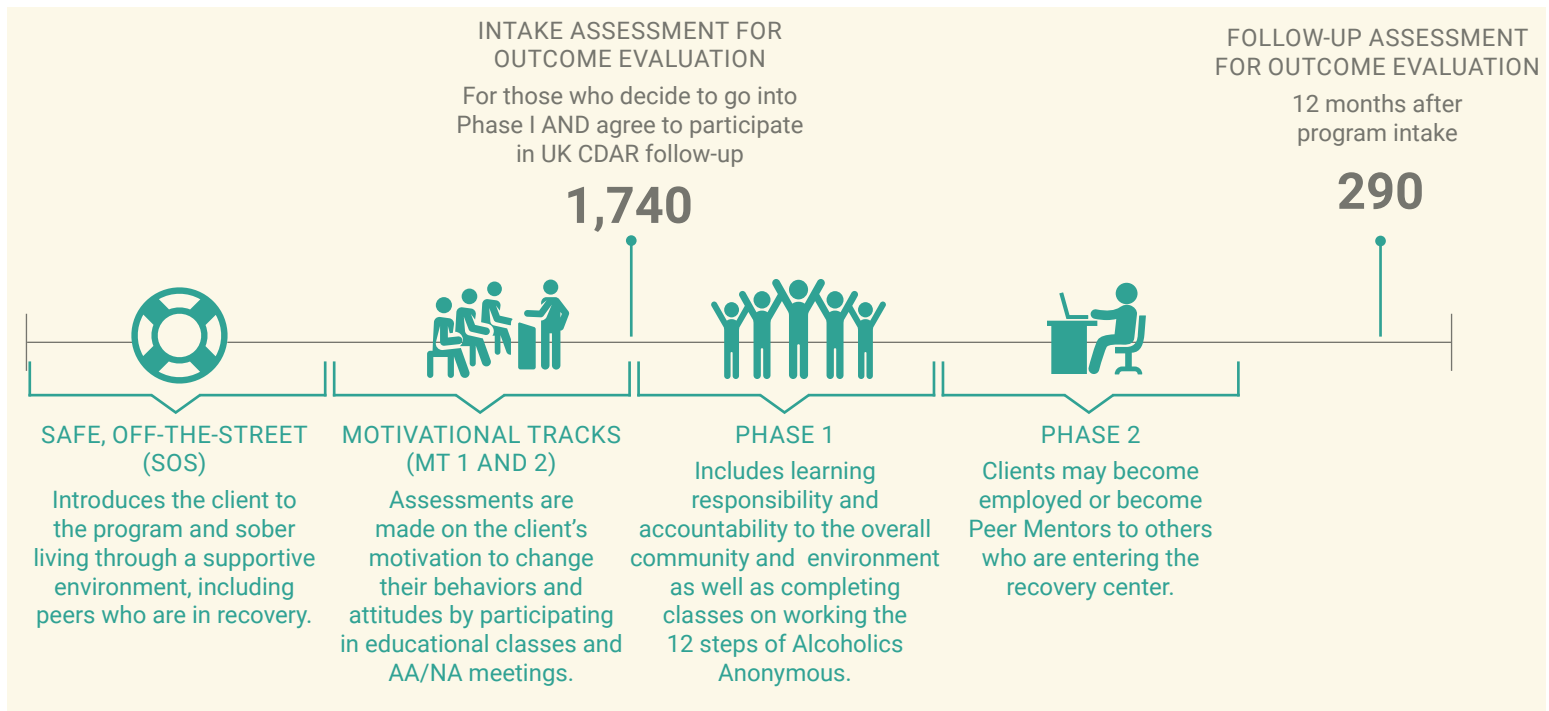 INTAKE ASSESSMENT FOR
OUTCOME EVALUATION
For those who decide to go into
Phase I AND agree to participate
in UK CDAR follow-up
1,740
FOLLOW-UP ASSESSMENT
FOR OUTCOME EVALUATION
12 months after
program intake
290
SAFE, OFF-THE-STREET
(SOS)
Introduces the client to
the program and sober
living through a supportive
environment, including
peers who are in recovery.
MOTIVATIONAL TRACKS
(MT 1 AND 2)
Assessments are
made on the client’s
motivation to change
their behaviors and
attitudes by participating
in educational classes and
AA/NA meetings.
PHASE 1
Includes learning
responsibility and
accountability to the overall
community and  environment
as well as completing
classes on working the
12 steps of Alcoholics
Anonymous.
PHASE 2
Clients may become
employed or become
Peer Mentors to others
who are entering the
recovery center.